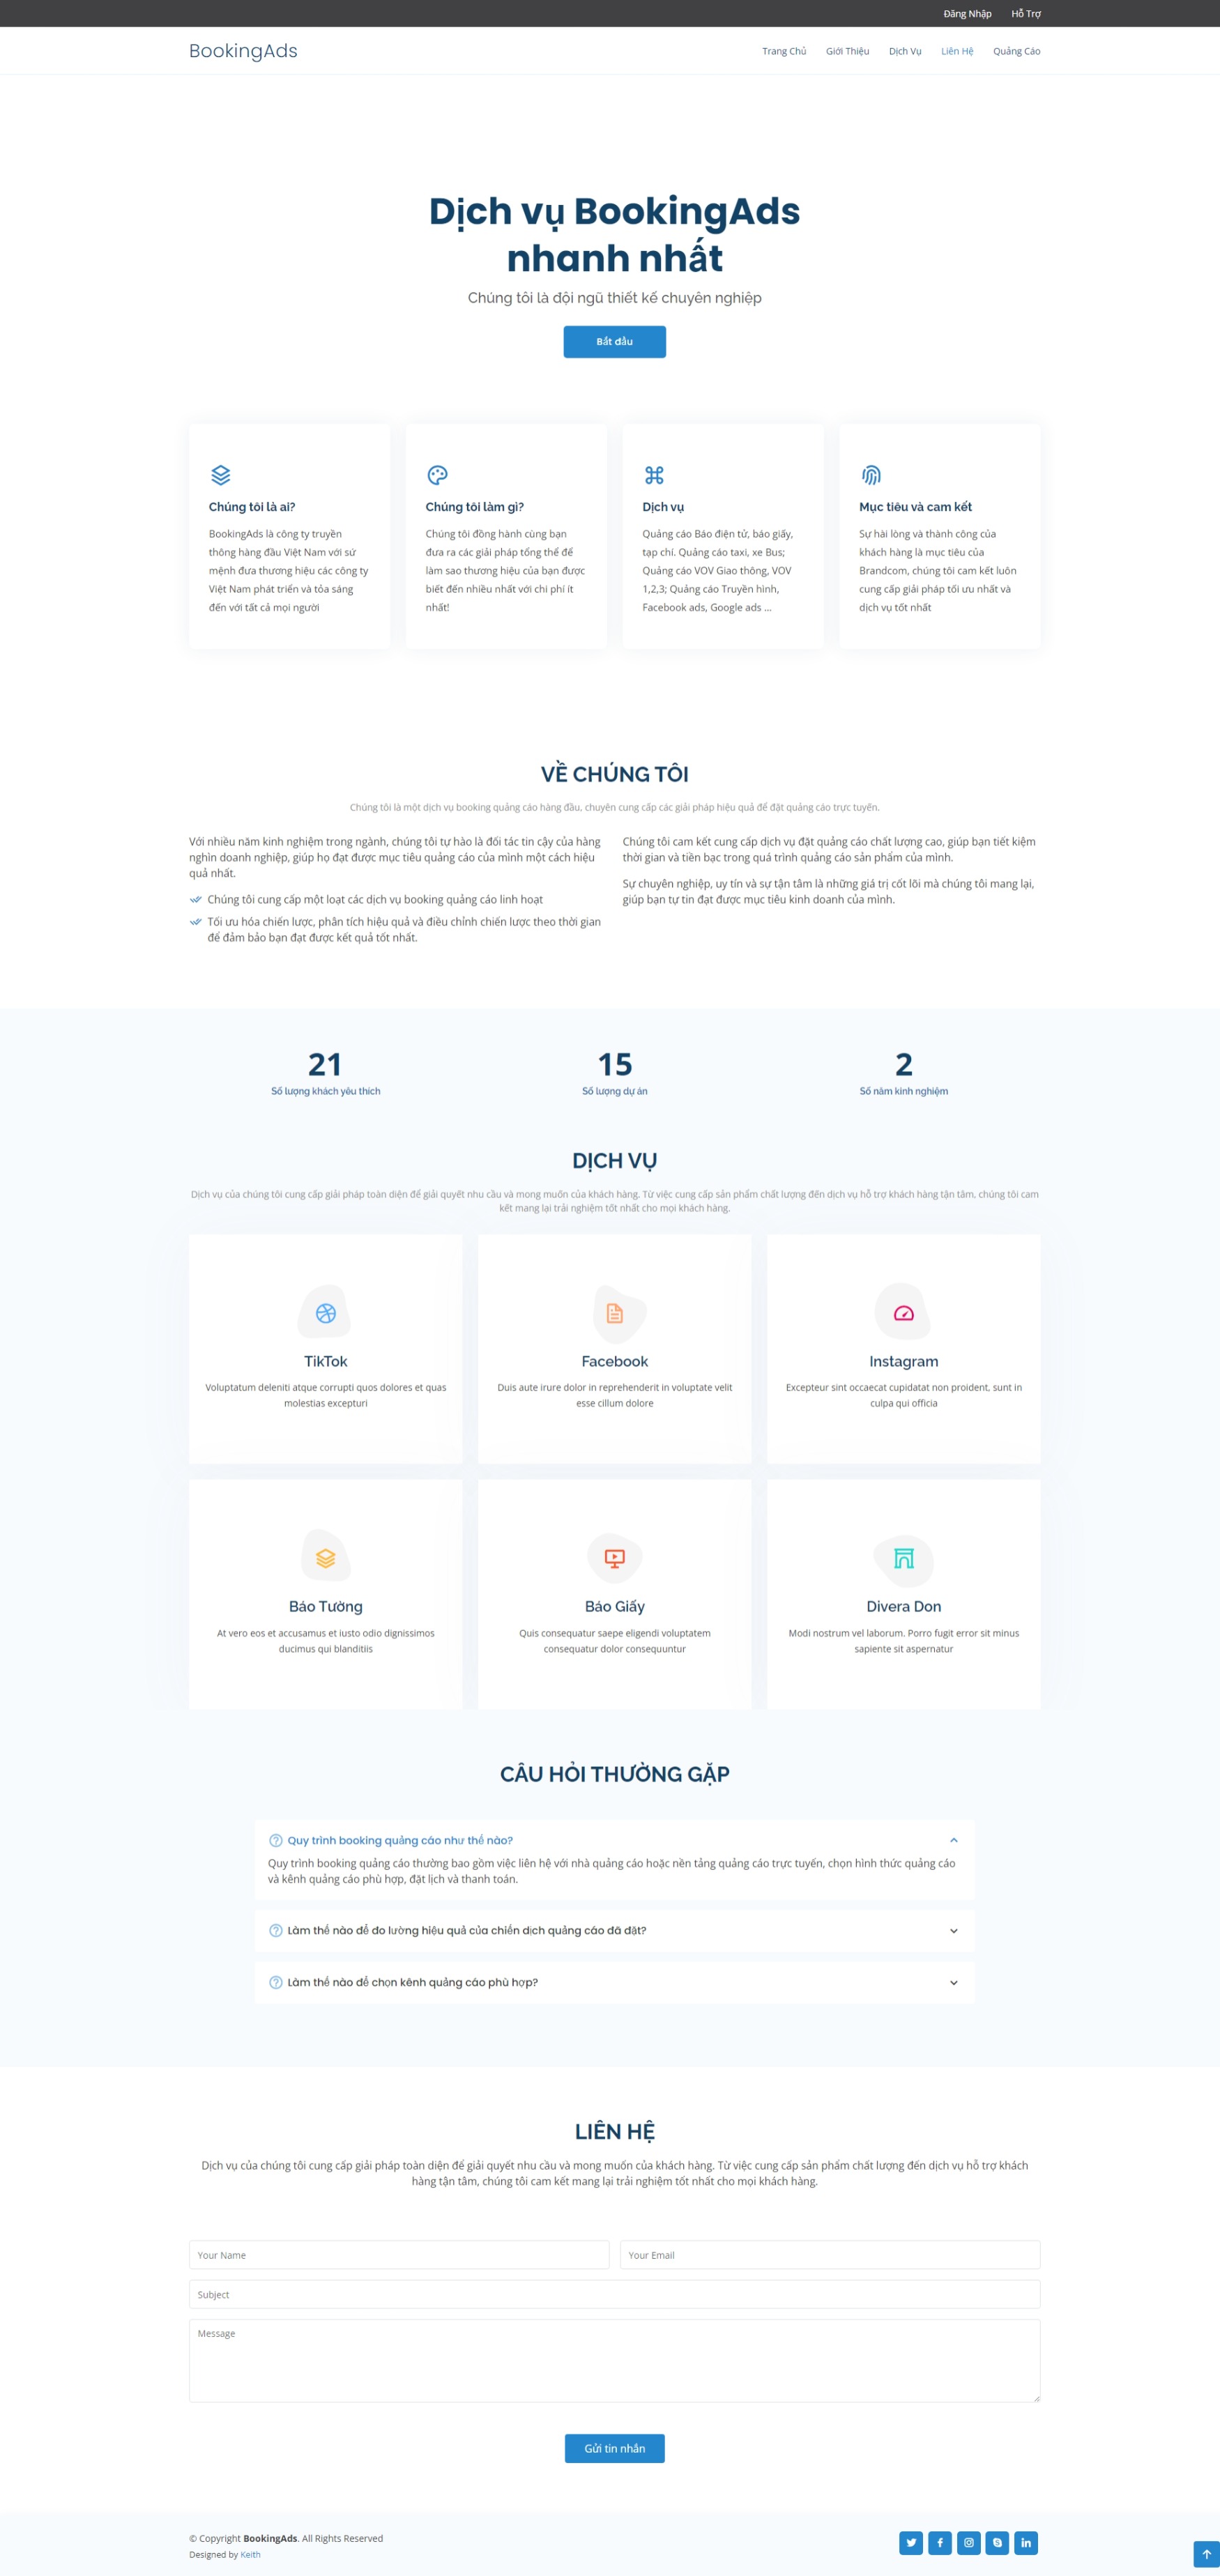 Đăng Nhập Hỗ Trợ
BookingAds
Trang Chủ Giới Thiệu Dịch Vụ Liên Hệ Quảng Cáo
Dịch vụ BookingAds
nhanh nhất
Chúng tôi là đội ngũ thiết kế chuyên nghiệp
Bắt đầu
Chúng tôi là ai?
BookingAds là công ty truyền
thông hàng đầu Việt Nam với sứ
mệnh đưa thương hiệu các công ty
Việt Nam phát triển và tỏa sáng
đến với tất cả mọi người
Chúng tôi làm gì?
Chúng tôi đồng hành cùng bạn
đưa ra các giải pháp tổng thể để
làm sao thương hiệu của bạn được
biết đến nhiều nhất với chi phí ít
nhất!
Dịch vụ
Quảng cáo Báo điện tử, báo giấy,
tạp chí. Quảng cáo taxi, xe Bus;
Quảng cáo VOV Giao thông, VOV
1,2,3; Quảng cáo Truyền hình,
Facebook ads, Google ads ...
Mục tiêu và cam kết
Sự hài lòng và thành công của
khách hàng là mục tiêu của
Brandcom, chúng tôi cam kết luôn
cung cấp giải pháp tối ưu nhất và
dịch vụ tốt nhất
VỀ CHÚNG TÔI
Chúng tôi là một dịch vụ booking quảng cáo hàng đầu, chuyên cung cấp các giải pháp hiệu quả để đặt quảng cáo trực tuyến.
Với nhiều năm kinh nghiệm trong ngành, chúng tôi tự hào là đối tác tin cậy của hàng
nghìn doanh nghiệp, giúp họ đạt được mục tiêu quảng cáo của mình một cách hiệu
quả nhất.
Chúng tôi cung cấp một loạt các dịch vụ booking quảng cáo linh hoạt
Tối ưu hóa chiến lược, phân tích hiệu quả và điều chỉnh chiến lược theo thời gian
để đảm bảo bạn đạt được kết quả tốt nhất.
Chúng tôi cam kết cung cấp dịch vụ đặt quảng cáo chất lượng cao, giúp bạn tiết kiệm
thời gian và tiền bạc trong quá trình quảng cáo sản phẩm của mình.
Sự chuyên nghiệp, uy tín và sự tận tâm là những giá trị cốt lõi mà chúng tôi mang lại,
giúp bạn tự tin đạt được mục tiêu kinh doanh của mình.
21
Số lượng khách yêu thích
15
Số lượng dự án
2
Số năm kinh nghiệm
DỊCH VỤ
Dịch vụ của chúng tôi cung cấp giải pháp toàn diện để giải quyết nhu cầu và mong muốn của khách hàng. Từ việc cung cấp sản phẩm chất lượng đến dịch vụ hỗ trợ khách hàng tận tâm, chúng tôi cam
kết mang lại trải nghiệm tốt nhất cho mọi khách hàng.
TikTok
Voluptatum deleniti atque corrupti quos dolores et quas
molestias excepturi
Facebook
Duis aute irure dolor in reprehenderit in voluptate velit
esse cillum dolore
Instagram
Excepteur sint occaecat cupidatat non proident, sunt in
culpa qui officia
Báo Tường
At vero eos et accusamus et iusto odio dignissimos
ducimus qui blanditiis
Báo Giấy
Quis consequatur saepe eligendi voluptatem
consequatur dolor consequuntur
Divera Don
Modi nostrum vel laborum. Porro fugit error sit minus
sapiente sit aspernatur
CÂU HỎI THƯỜNG GẶP
Quy trình booking quảng cáo như thế nào?
Quy trình booking quảng cáo thường bao gồm việc liên hệ với nhà quảng cáo hoặc nền tảng quảng cáo trực tuyến, chọn hình thức quảng cáo
và kênh quảng cáo phù hợp, đặt lịch và thanh toán.
Làm thế nào để đo lường hiệu quả của chiến dịch quảng cáo đã đặt?
Làm thế nào để chọn kênh quảng cáo phù hợp?
LIÊN HỆ
Dịch vụ của chúng tôi cung cấp giải pháp toàn diện để giải quyết nhu cầu và mong muốn của khách hàng. Từ việc cung cấp sản phẩm chất lượng đến dịch vụ hỗ trợ khách
hàng tận tâm, chúng tôi cam kết mang lại trải nghiệm tốt nhất cho mọi khách hàng.
Your Name
Your Email
Subject
Message
Gửi tin nhắn
© Copyright BookingAds. All Rights Reserved
Designed by Keith